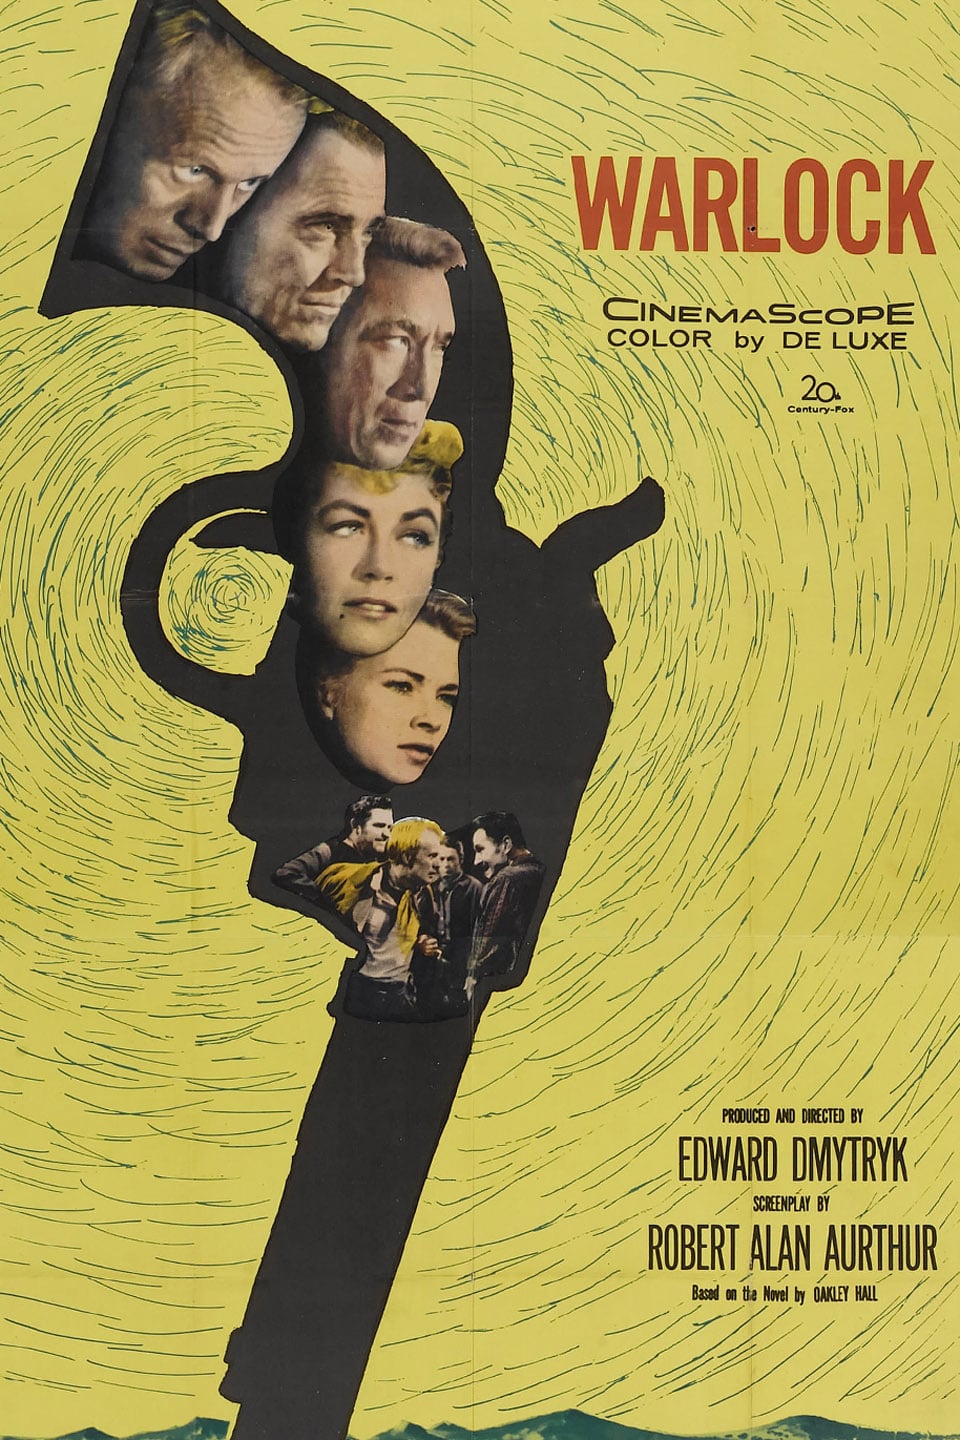 WARLOCK
CINEMASCOPE
COLOR by DE LUXE
20th
Century-Fox
PRODUCED AND DIRECTED BY
EDWARD DMYTRYK
SCREENPLAY BY
ROBERT ALAN AURTHUR
Based on the Novel by OAKLEY HALL